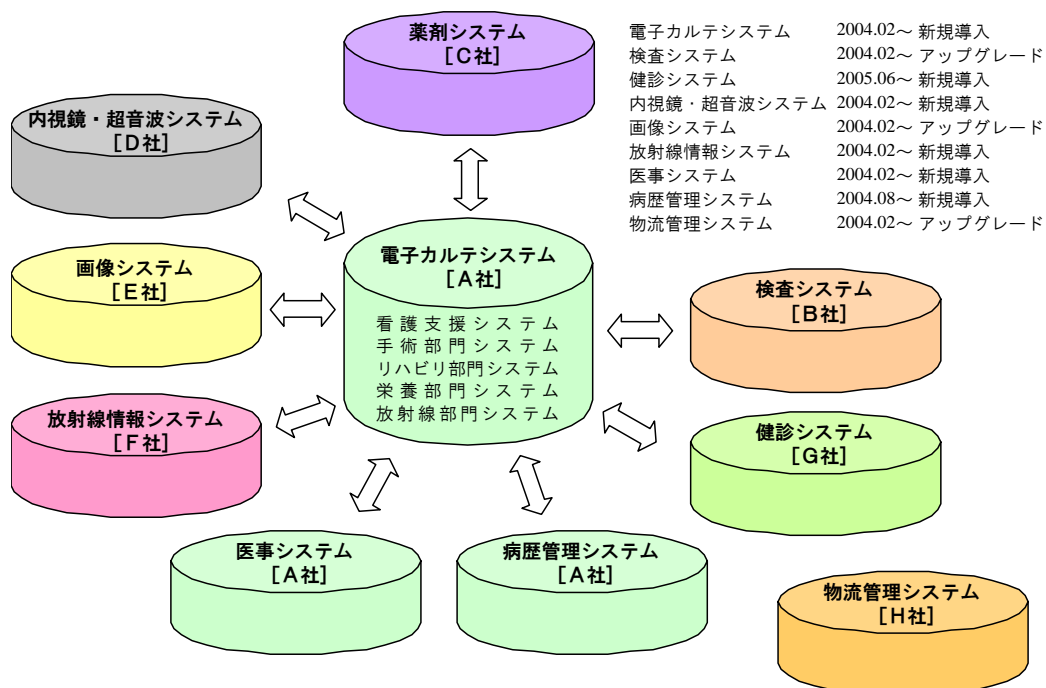 薬剤システム
[C社]
電子カルテシステム 2004.02～ 新規導入
検査システム 2004.02～ アップグレード
健診システム 2005.06～ 新規導入
内視鏡・超音波システム 2004.02～ 新規導入
画像システム 2004.02～ アップグレード
放射線情報システム 2004.02～ 新規導入
医事システム 2004.02～ 新規導入
病歴管理システム 2004.08～ 新規導入
物流管理システム 2004.02～ アップグレード
内視鏡・超音波システム
[D社]
電子カルテシステム
[A社]
看護支援システム
手術部門システム
リハビリ部門システム
栄養部門システム
放射線部門システム
画像システム
[E社]
検査システム
[B社]
放射線情報システム
[F社]
健診システム
[G社]
医事システム
[A社]
病歴管理システム
[A社]
物流管理システム
[H社]